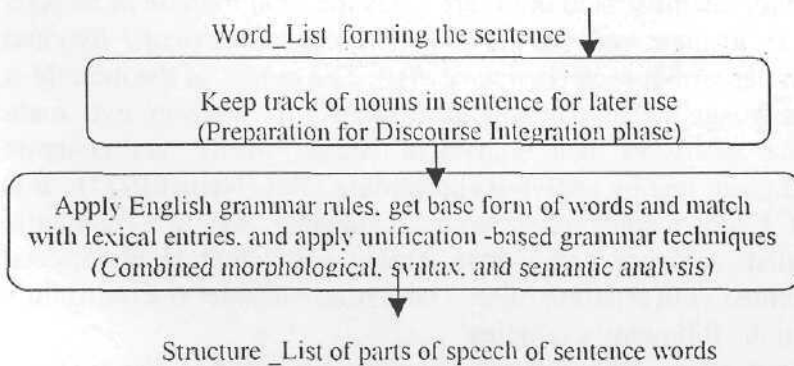 Word_List forming the sentence
Keep track of nouns in sentence for later use
(Preparation for Discourse Integration phase)
Apply English grammar rules, get base form of words and match
with lexical entries, and apply unification -based grammar techniques
(Combined morphological, syntax, and semantic analysis)
Structure _List of parts of speech of sentence words